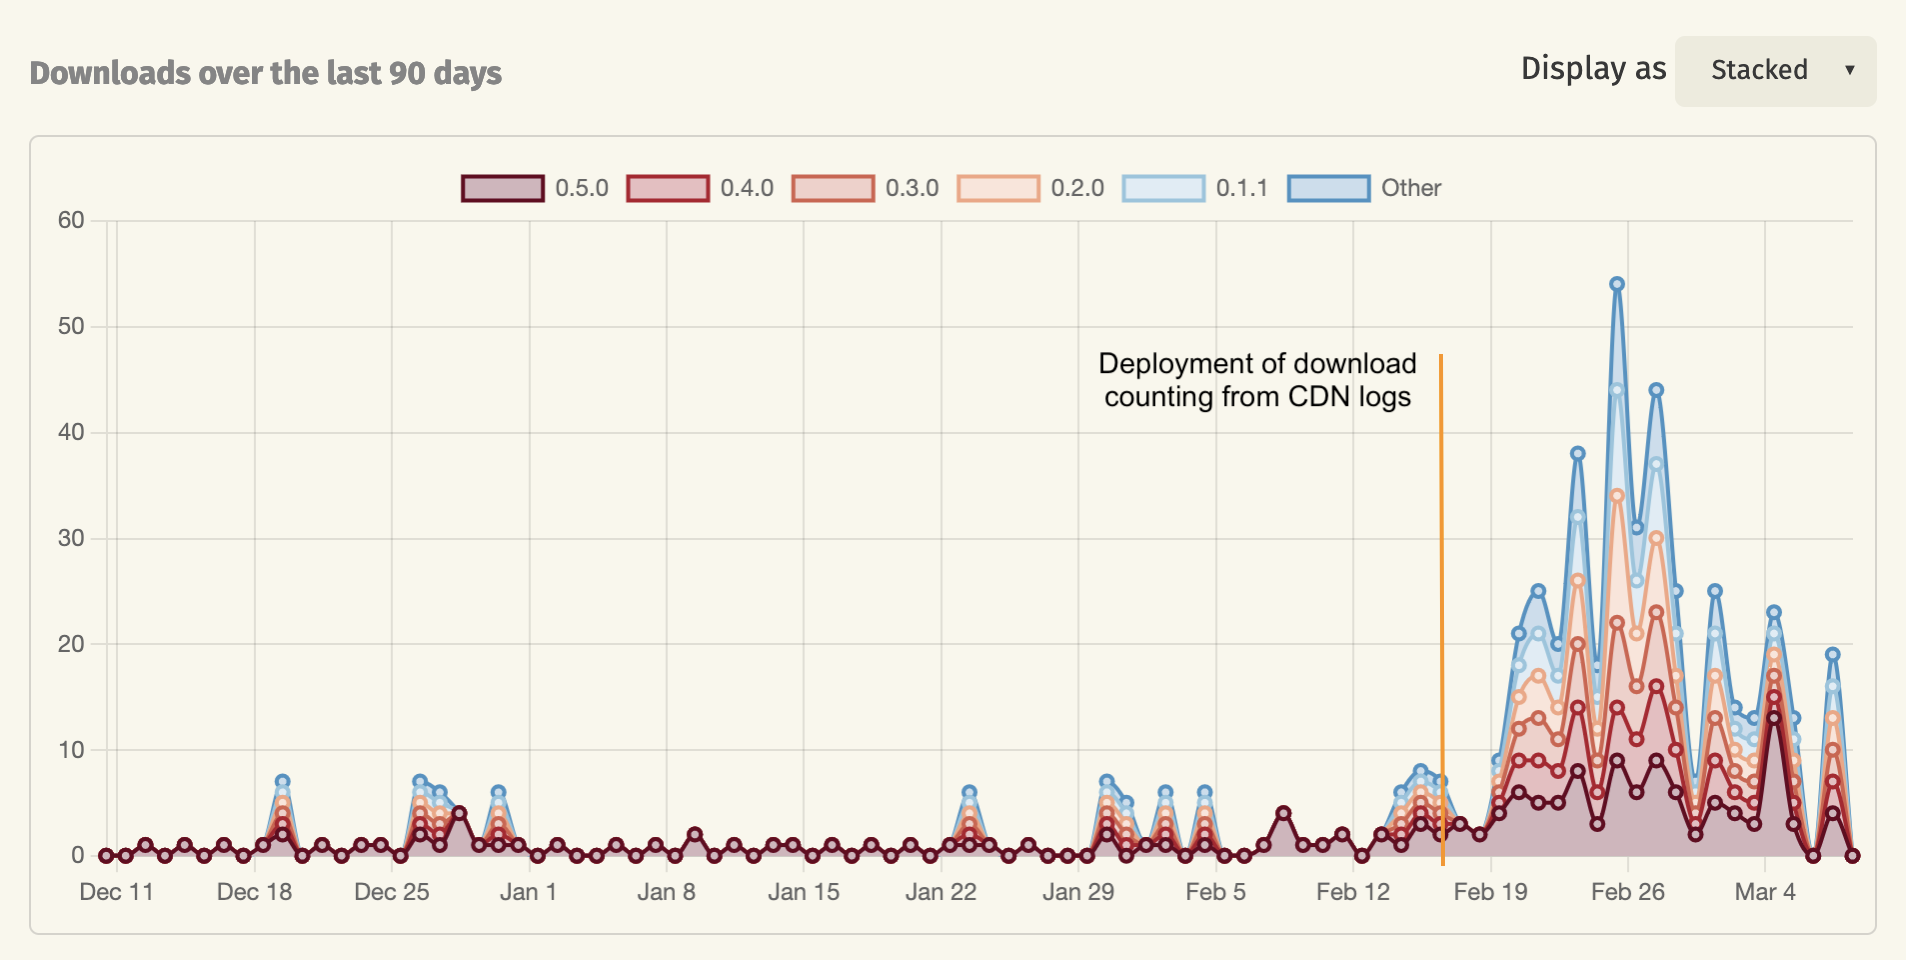 Downloads over the last 90 days
Display as Stacked ▼
0.5.0 0.4.0 0.3.0 0.2.0 0.1.1 Other
60
50
40
30
20
10
0
Deployment of download
counting from CDN logs
Dec 11 Dec 18 Dec 25 Jan 1 Jan 8 Jan 15 Jan 22 Jan 29 Feb 5 Feb 12 Feb 19 Feb 26 Mar 4